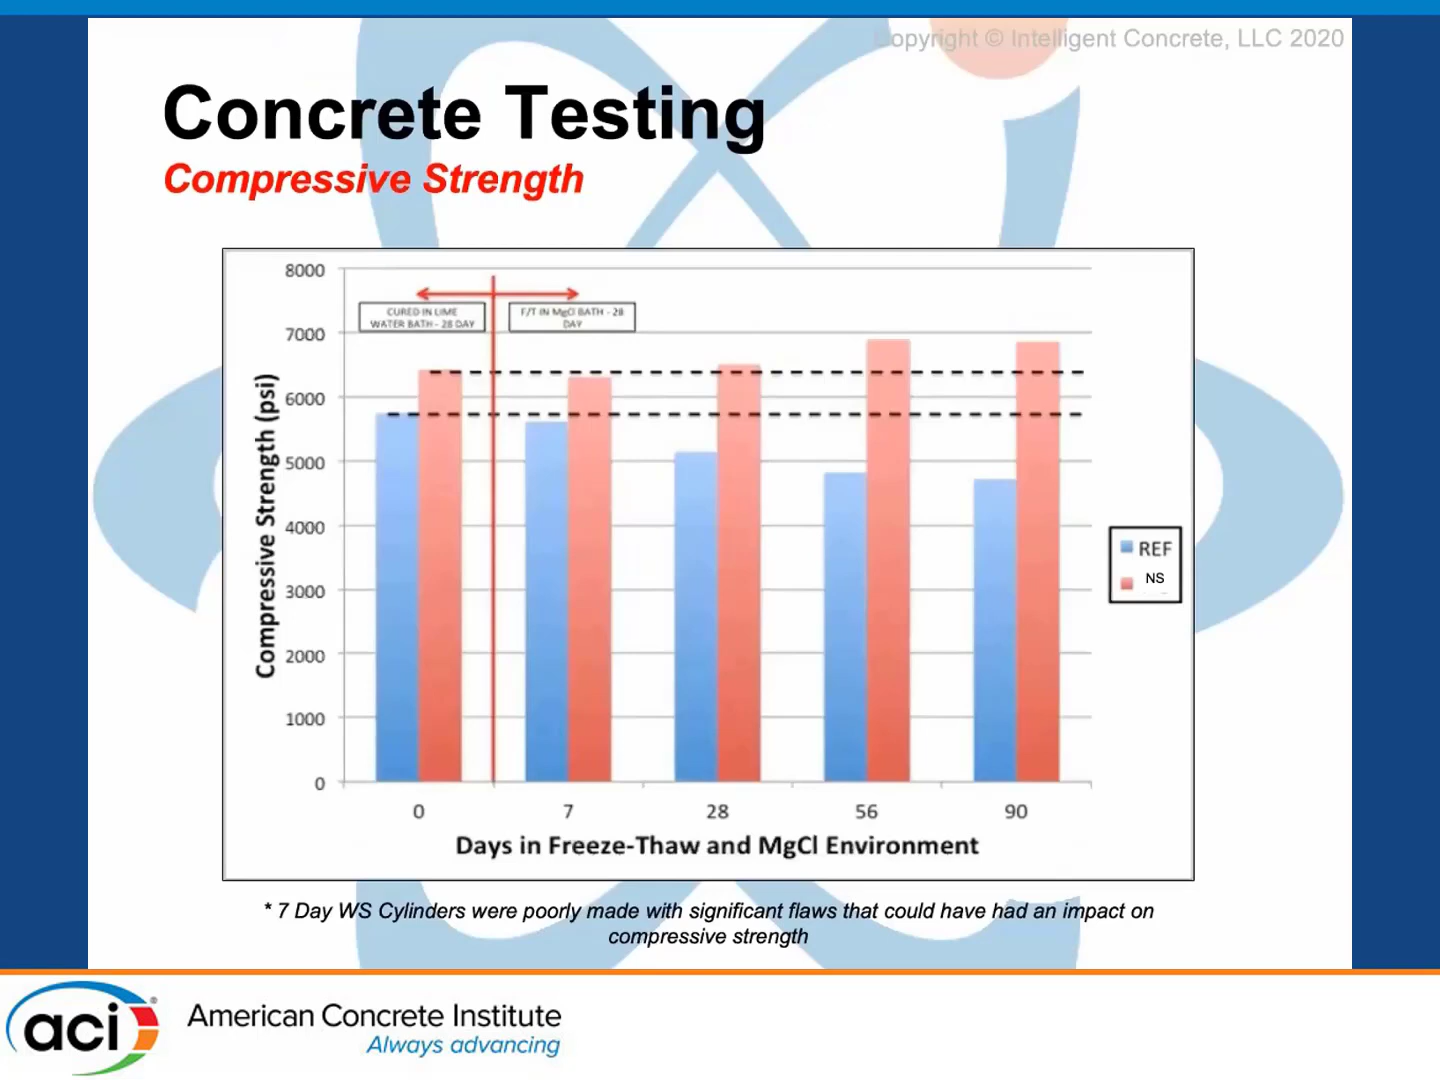 Copyright © Intelligent Concrete, LLC 2020
Concrete Testing
Compressive Strength
8000
7000
6000
5000
4000
3000
2000
1000
0
Compressive Strength (psi)
CURED IN LIME
WATER BATH - 28 DAY
F/T IN MgCl BATH - 28
DAY
REF
NS
0 7 28 56 90
Days in Freeze-Thaw and MgCl Environment
* 7 Day WS Cylinders were poorly made with significant flaws that could have had an impact on
compressive strength
aci®
American Concrete Institute
Always advancing